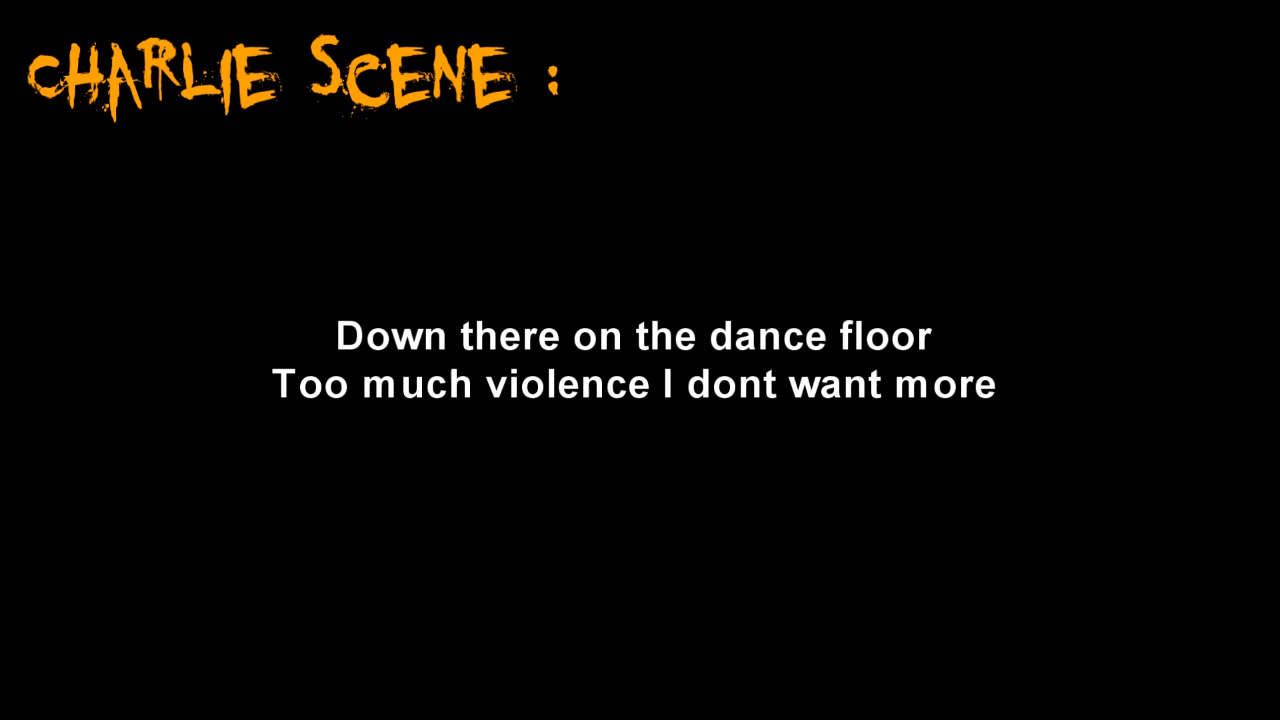 CHARLIE SCENE :
Down there on the dance floor
Too much violence I dont want more